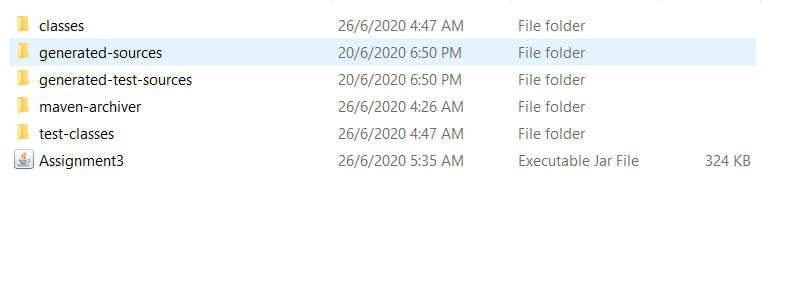 classes 26/6/2020 4:47 AM File folder
generated-sources 20/6/2020 6:50 PM File folder
generated-test-sources 20/6/2020 6:50 PM File folder
maven-archiver 26/6/2020 4:26 AM File folder
test-classes 26/6/2020 4:47 AM File folder
Assignment3 26/6/2020 5:35 AM Executable Jar File 324 KB